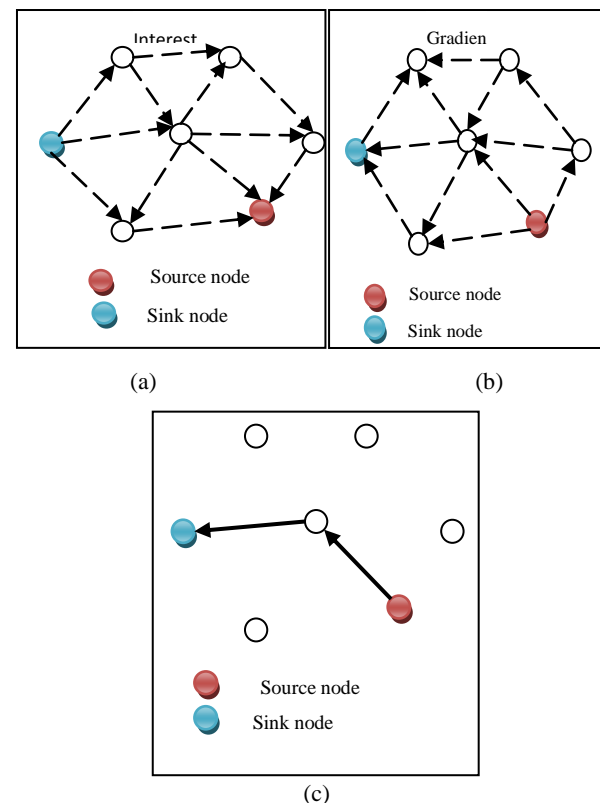 Interest
Source node
Sink node
(a)
Gradien
Source node
Sink node
(b)
Source node
Sink node
(c)